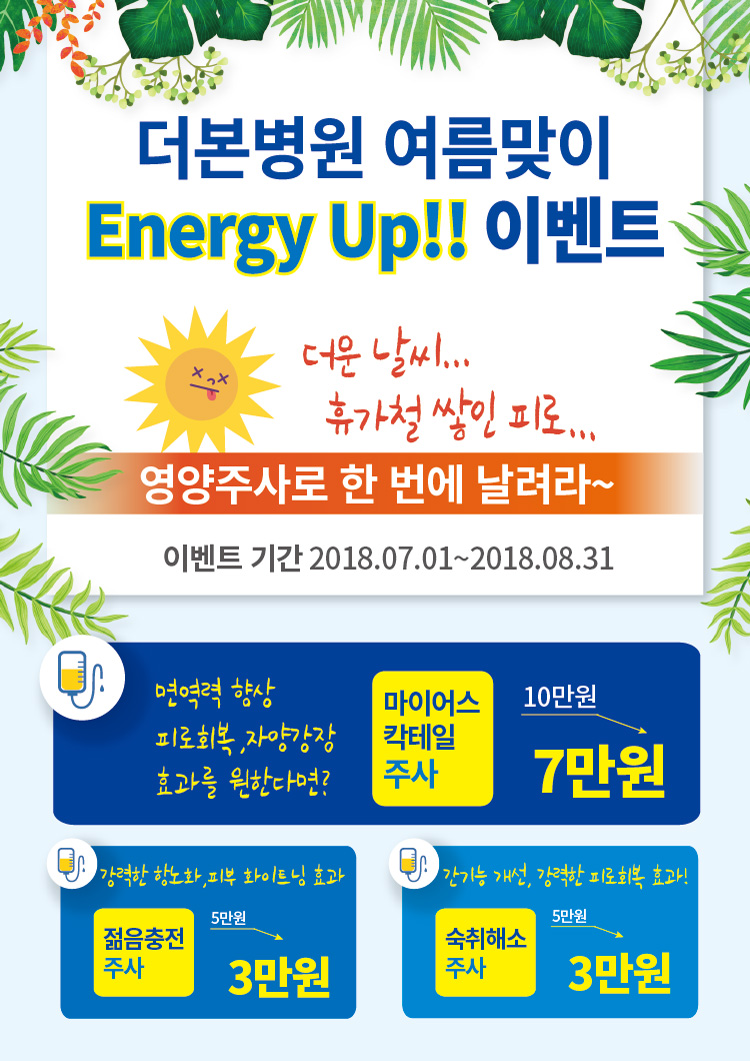 더본병원 여름맞이
Energy Up!! 이벤트
더운 날씨...
휴가철 쌓인 피로...
영양주사로 한 번에 날려라~
이벤트 기간 2018.07.01~2018.08.31
면역력 향상
피로회복,자양강장
효과를 원한다면?
마이어스
칵테일
주사
10만원
7만원
강력한 항노화,피부 화이트닝 효과
젊음충전
주사
5만원
3만원
간기능 개선, 강력한 피로회복 효과!
숙취해소
주사
5만원
3만원